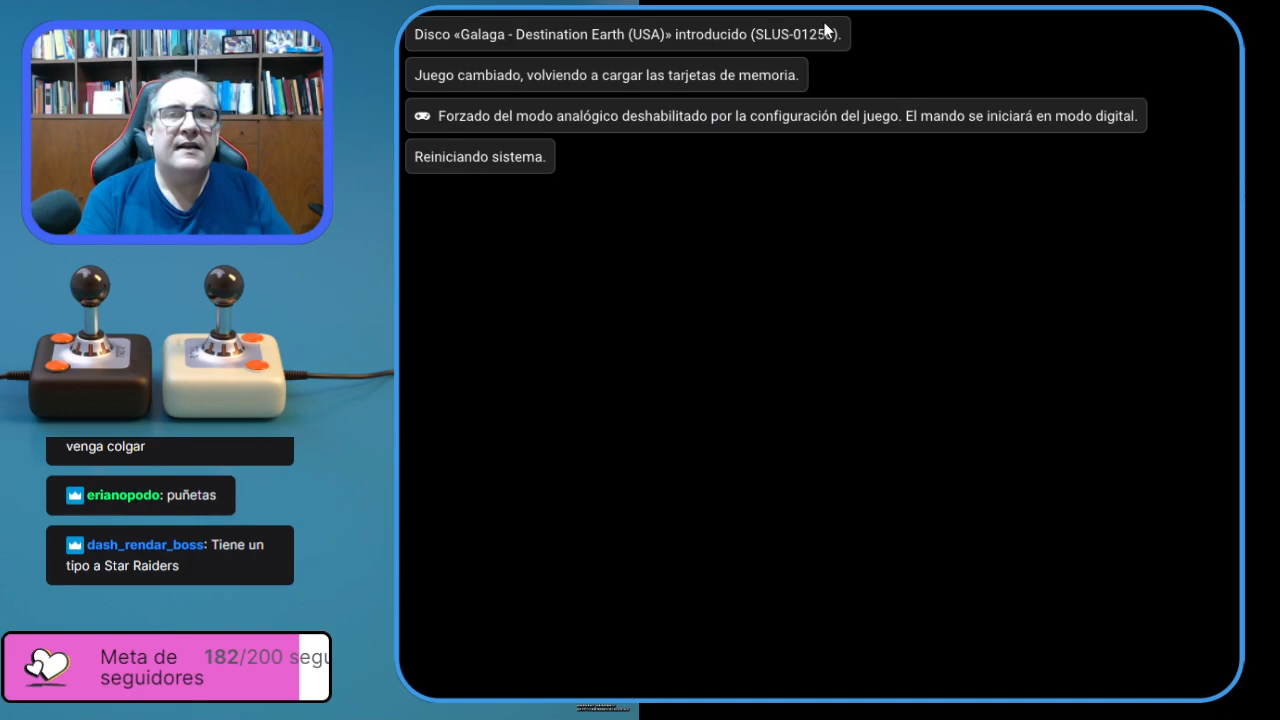 Disco «Galaga - Destination Earth (USA)» introducido (SLUS-0125
Juego cambiado, volviendo a cargar las tarjetas de memoria.
Forzado del modo analógico deshabilitado por la configuración del juego. El mando se iniciará en modo digital.
Reiniciando sistema.
venga colgar
erianopodo: puñetas
dash_rendar_boss: Tiene un
tipo a Star Raiders
Meta de
seguidores
182/200 segu